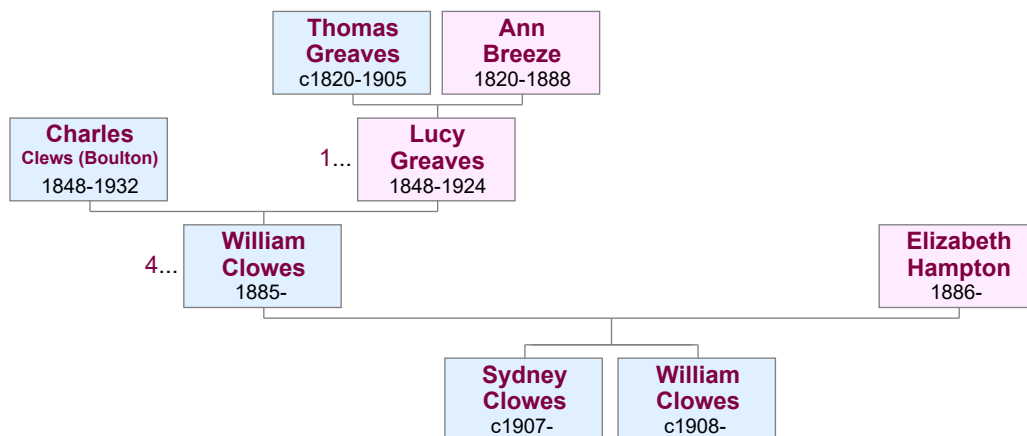 Thomas
Greaves
c1820-1905
Ann
Breeze
1820-1888
Charles
Clews (Boulton)
1848-1932
1...
Lucy
Greaves
1848-1924
4...
William
Clowes
1885-
Elizabeth
Hampton
1886-
Sydney
Clowes
c1907-
William
Clowes
c1908-